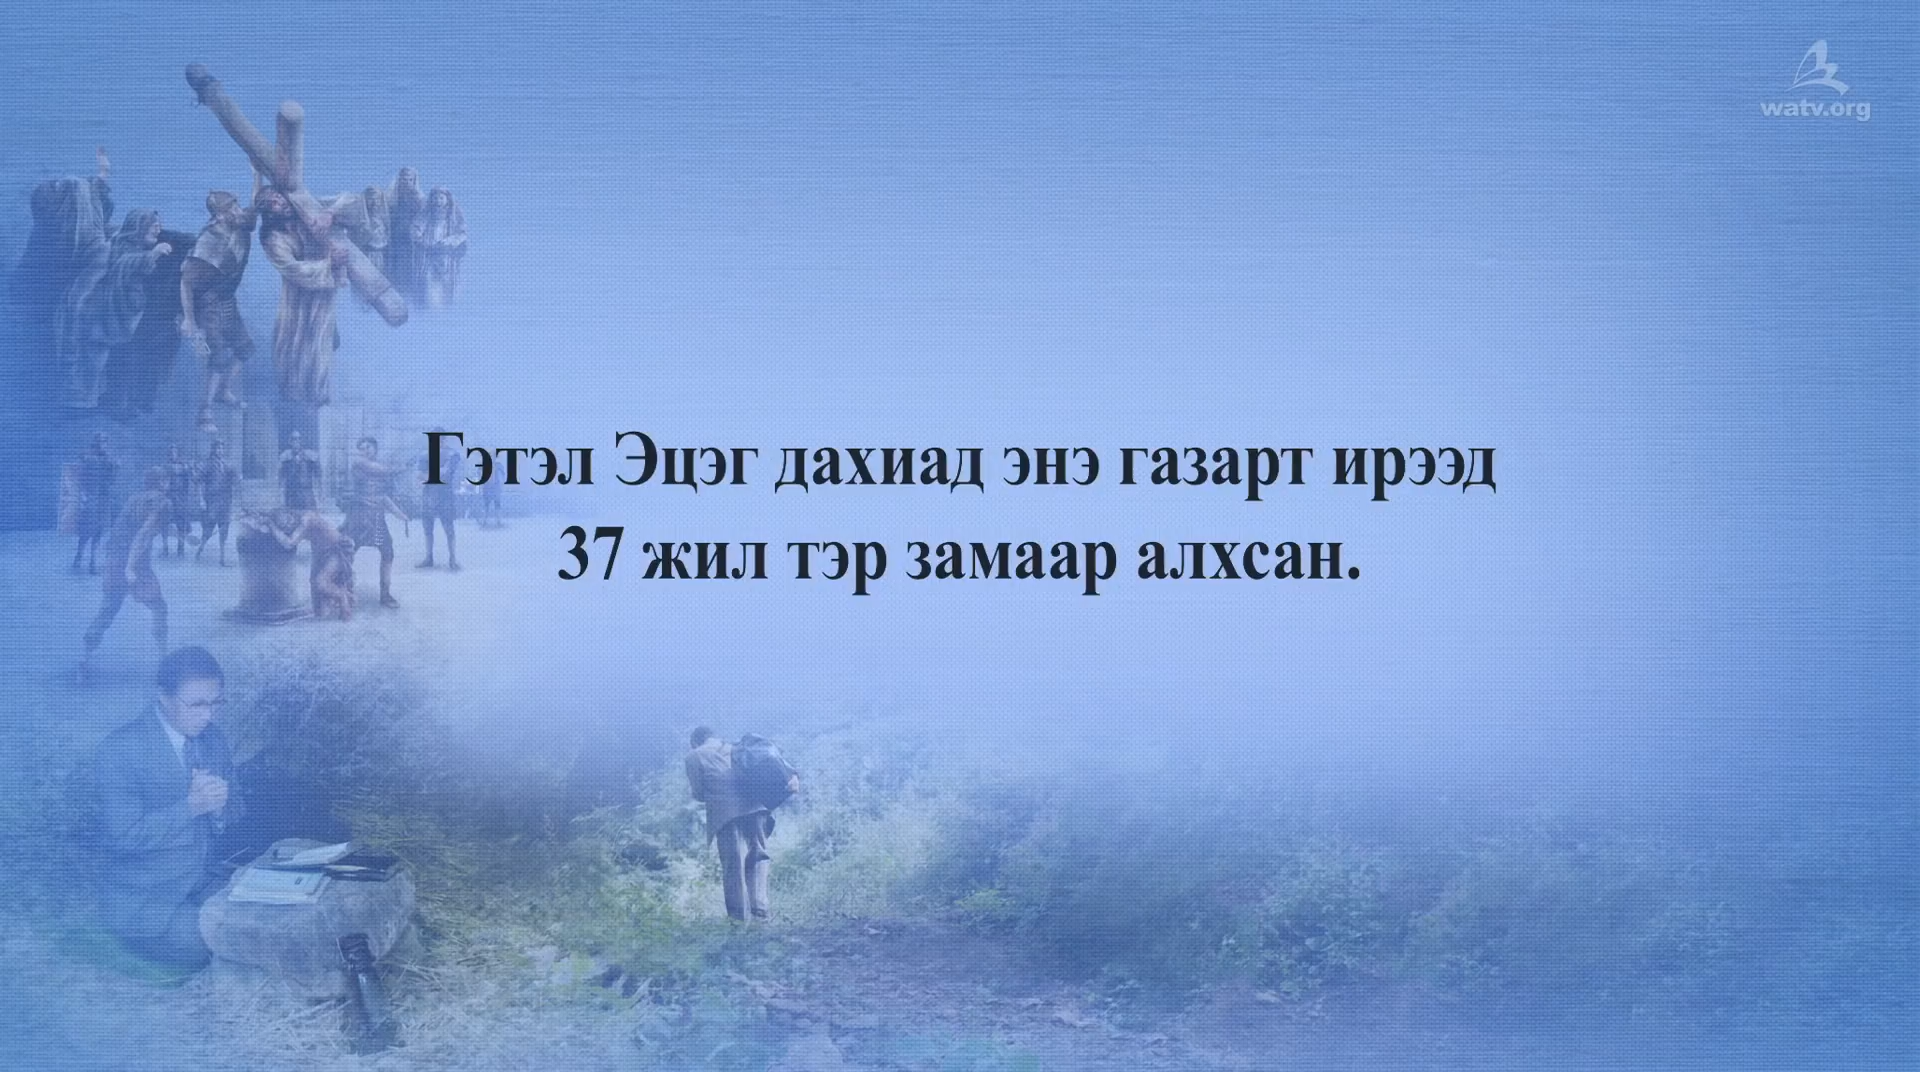 watv.org
Гэтэл Эцэг дахиад энэ газарт ирээд
37 жил тэр замаар алхсан.